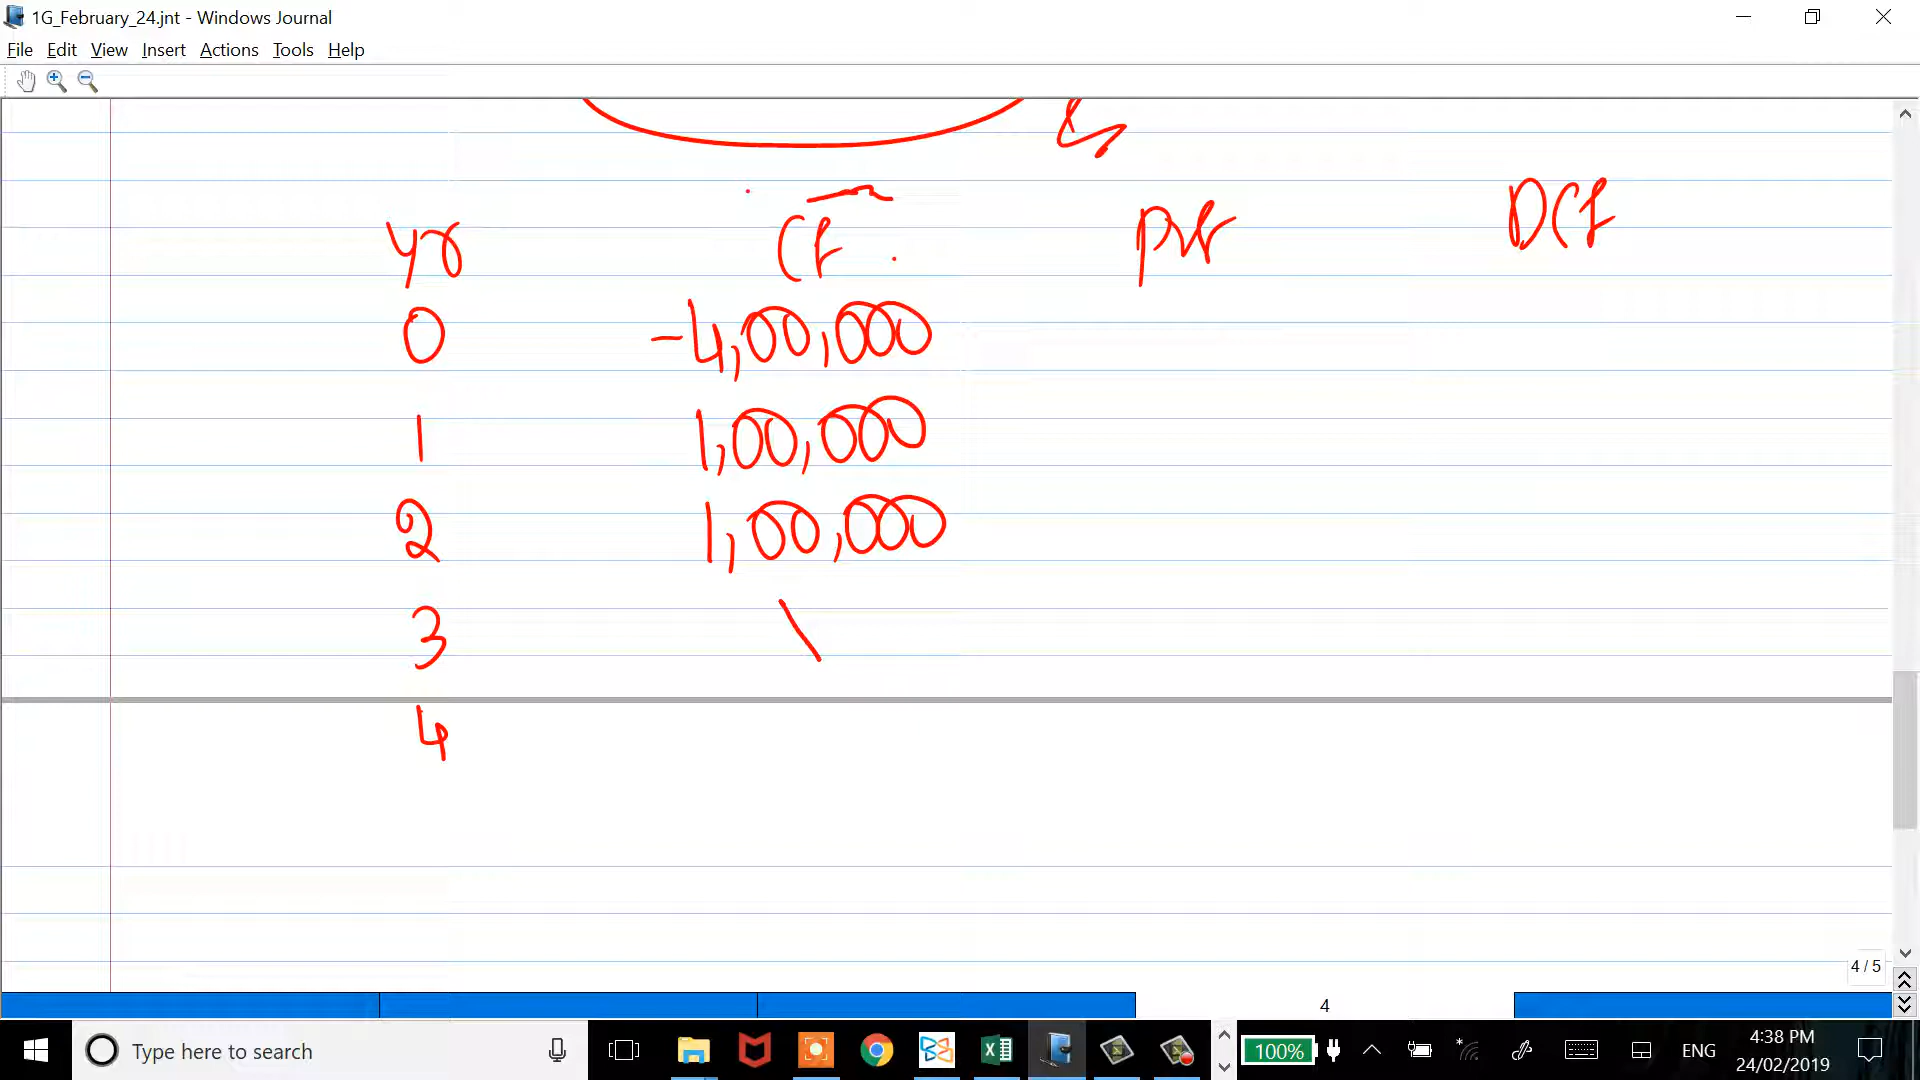 1G_February_24.jnt - Windows Journal
File Edit View Insert Actions Tools Help
yr CF PVF DCF
0 -4,00,000
1 1,00,000
2 1,00,000
3 \
4
4 / 5
4
Type here to search
100%
ENG
4:38 PM
24/02/2019